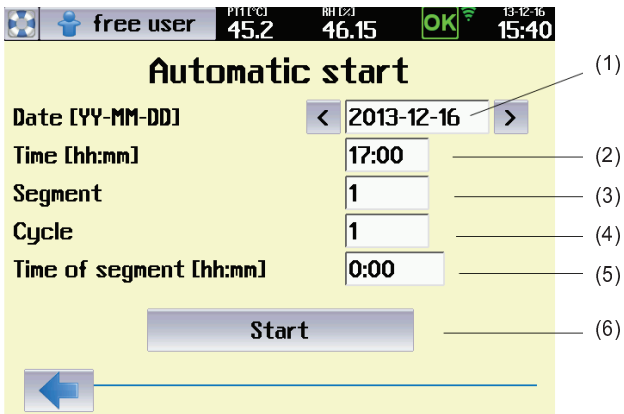 free user PT1[°C] 45.2 RH[%] 46.15 OK 13-12-16 15:40
Automatic start
Date [YY-MM-DD] < 2013-12-16 > (1)
Time [hh:mm] 17:00 (2)
Segment 1 (3)
Cycle 1 (4)
Time of segment [hh:mm] 0:00 (5)
Start (6)